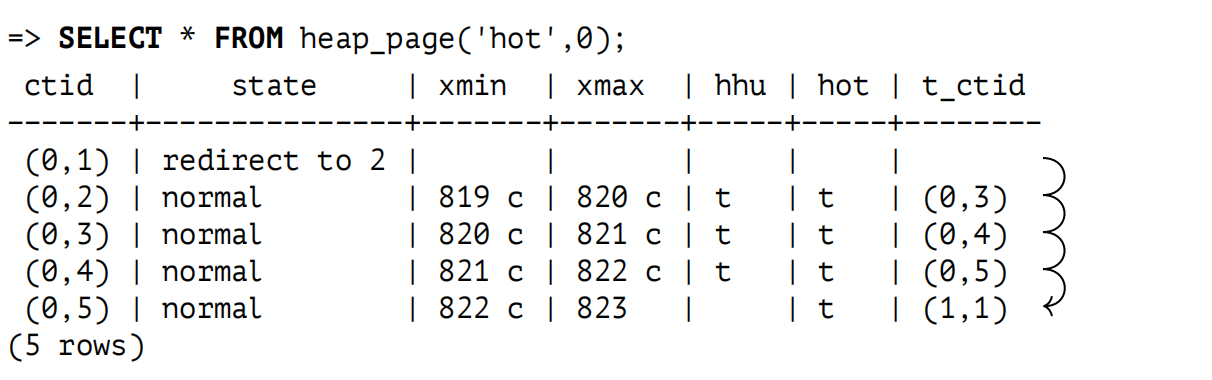 => SELECT * FROM heap_page('hot',0);
 ctid  |     state     | xmin  | xmax  | hhu | hot | t_ctid
-------+---------------+-------+-------+-----+-----+--------
 (0,1) | redirect to 2 |       |       |     |     |
 (0,2) | normal        | 819 c | 820 c | t   | t   | (0,3)
 (0,3) | normal        | 820 c | 821 c | t   | t   | (0,4)
 (0,4) | normal        | 821 c | 822 c | t   | t   | (0,5)
 (0,5) | normal        | 822 c | 823   |     | t   | (1,1)
(5 rows)